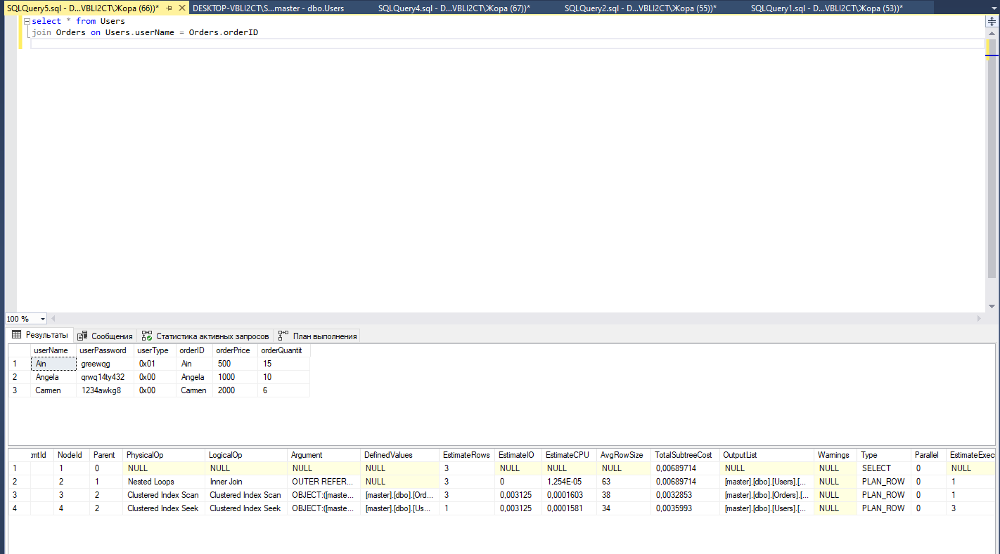 SQLQuery5.sql - D...VBLI2CT\Жора (66))* DESKTOP-VBLI2CT\S...master - dbo.Users SQLQuery4.sql - D...VBLI2CT\Жора (67))* SQLQuery2.sql - D...VBLI2CT\Жора (55))* SQLQuery1.sql - D...VBLI2CT\Жора (53))*
select * from Users
join Orders on Users.userName = Orders.orderID
100 %
Результаты Сообщения Статистика активных запросов План выполнения
userName userPassword userType orderID orderPrice orderQuantit
1 Ain greewqg 0x01 Ain 500 15
2 Angela qrwq14ty432 0x00 Angela 1000 10
3 Carmen 1234awkg8 0x00 Carmen 2000 6
:mtId NodeId Parent PhysicalOp LogicalOp Argument DefinedValues EstimateRows EstimateIO EstimateCPU AvgRowSize TotalSubtreeCost OutputList Warnings Type Parallel EstimateExec
1 1 0 NULL NULL NULL NULL 3 NULL NULL NULL 0,00689714 NULL NULL SELECT 0 NULL
2 2 1 Nested Loops Inner Join OUTER REFER... NULL 3 0 1,254E-05 63 0,00689714 [master].[dbo].[Users].[... NULL PLAN_ROW 0 1
3 3 2 Clustered Index Scan Clustered Index Scan OBJECT:([maste... [master].[dbo].[Ord... 3 0,003125 0,0001603 38 0,0032853 [master].[dbo].[Orders].[... NULL PLAN_ROW 0 1
4 4 2 Clustered Index Seek Clustered Index Seek OBJECT:([maste... [master].[dbo].[Us... 1 0,003125 0,0001581 34 0,0035993 [master].[dbo].[Users].[... NULL PLAN_ROW 0 3